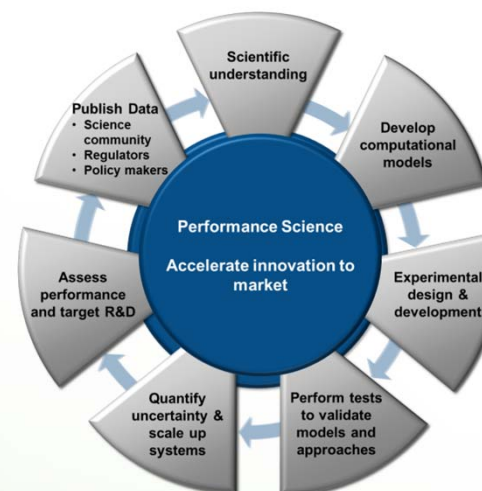 Scientific
understanding
Develop
computational
models
Experimental
design &
development
Perform tests
to validate
models and
approaches
Quantify
uncertainty &
scale up
systems
Assess
performance
and target R&D
Publish Data
• Science
community
• Regulators
• Policy makers
Performance Science
Accelerate innovation to
market